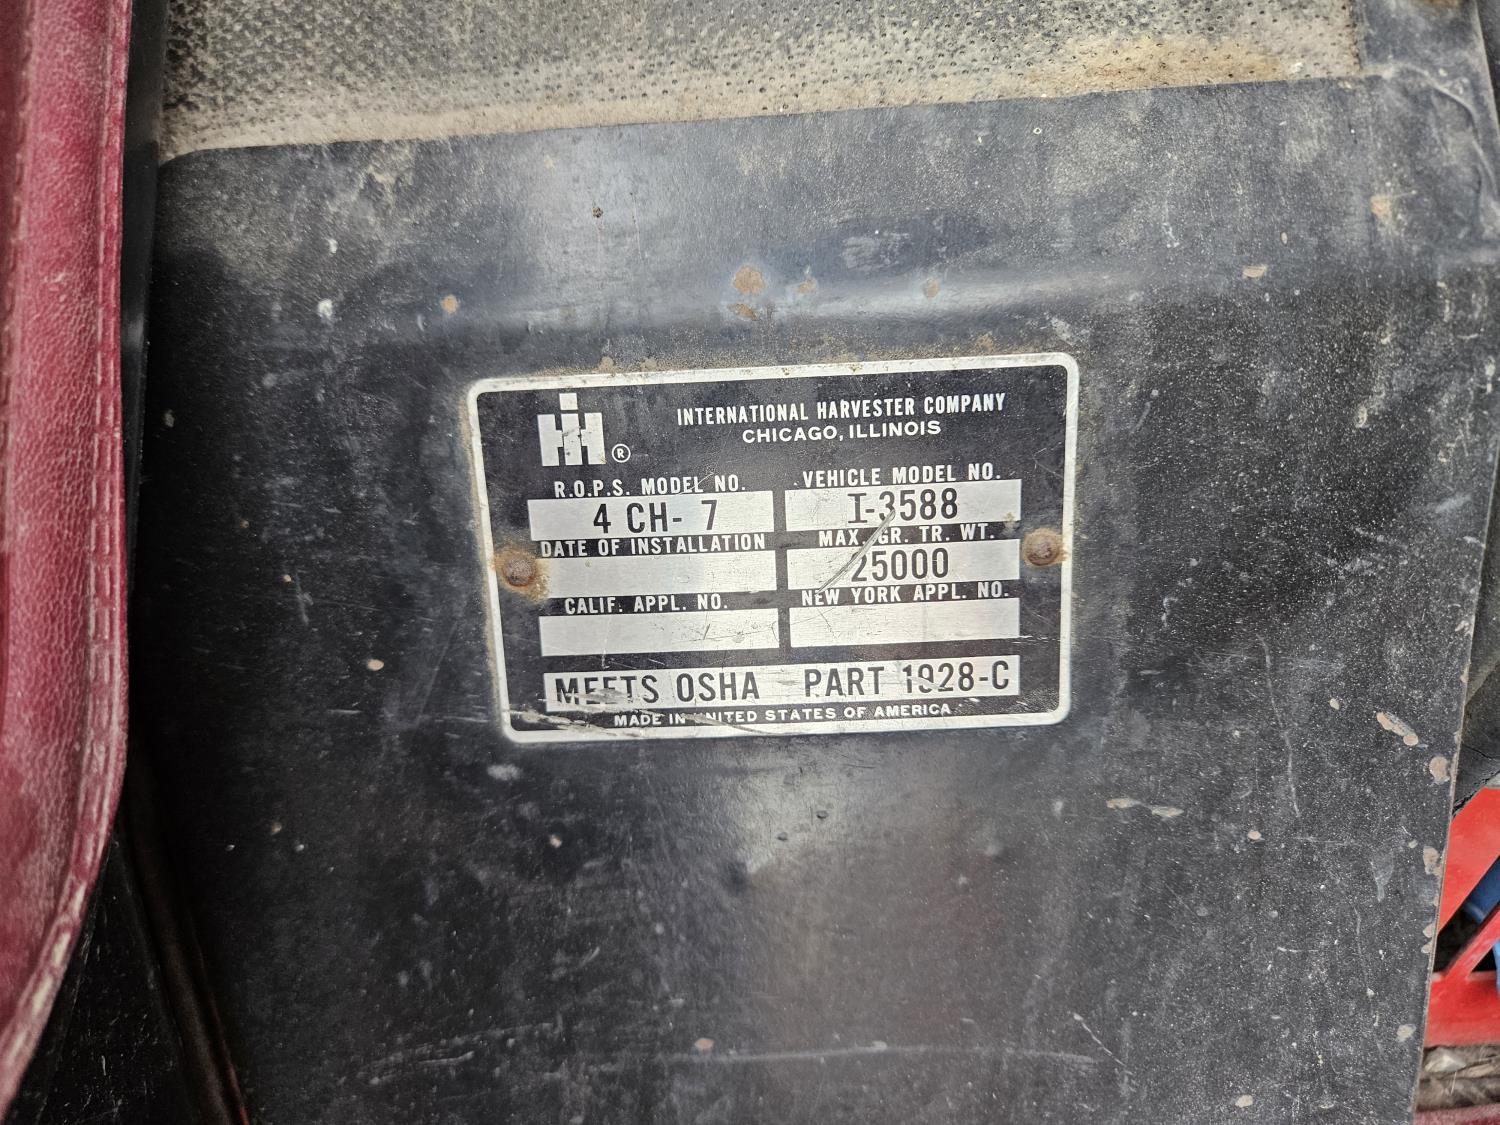 IH ®
INTERNATIONAL HARVESTER COMPANY
CHICAGO, ILLINOIS
R.O.P.S. MODEL NO.
4 CH- 7
VEHICLE MODEL NO.
I-3588
DATE OF INSTALLATION
MAX. GR. TR. WT.
25000
CALIF. APPL. NO.
NEW YORK APPL. NO.
MEETS OSHA PART 1928-C
MADE IN UNITED STATES OF AMERICA